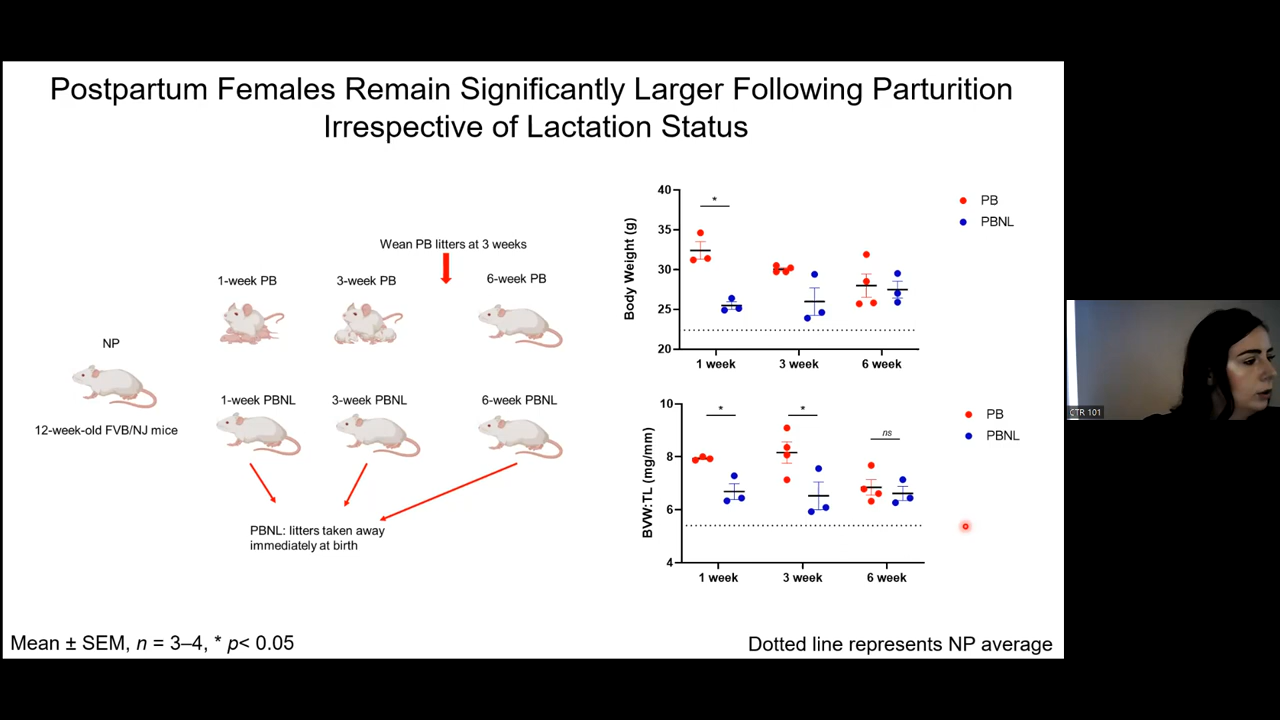 Postpartum Females Remain Significantly Larger Following Parturition
Irrespective of Lactation Status
Wean PB litters at 3 weeks
1-week PB
3-week PB
6-week PB
NP
12-week-old FVB/NJ mice
1-week PBNL
3-week PBNL
6-week PBNL
PBNL: litters taken away
immediately at birth
Body Weight (g)
40
35
30
25
20
*
1 week
3 week
6 week
PB
PBNL
BVW:TL (mg/mm)
10
8
6
4
*
*
ns
1 week
3 week
6 week
PB
PBNL
CTR 101
Mean ± SEM, n = 3–4, * p< 0.05
Dotted line represents NP average